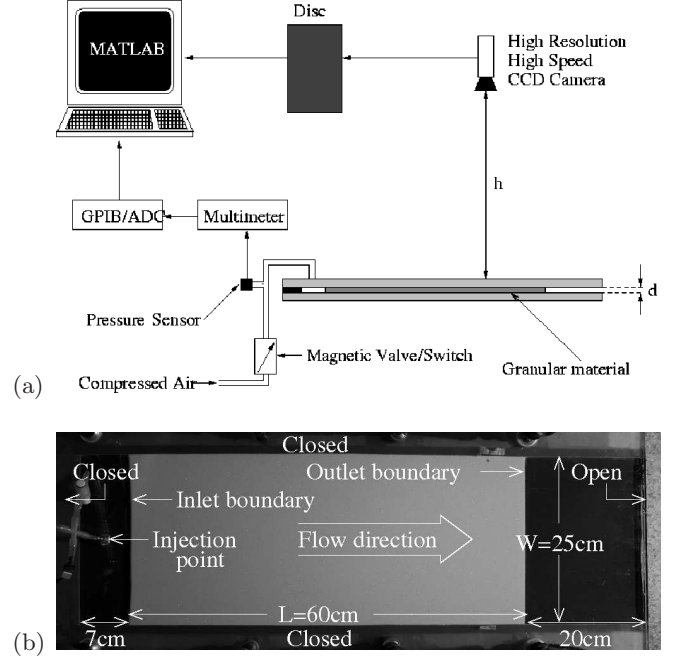 Disc
MATLAB
High Resolution
High Speed
CCD Camera
h
GPIB/ADC
Multimeter
d
Pressure Sensor
Magnetic Valve/Switch
Granular material
Compressed Air
(a)
Closed
Closed
Outlet boundary
Open
Inlet boundary
Injection
point
Flow direction
W=25cm
L=60cm
7cm
Closed
20cm
(b)